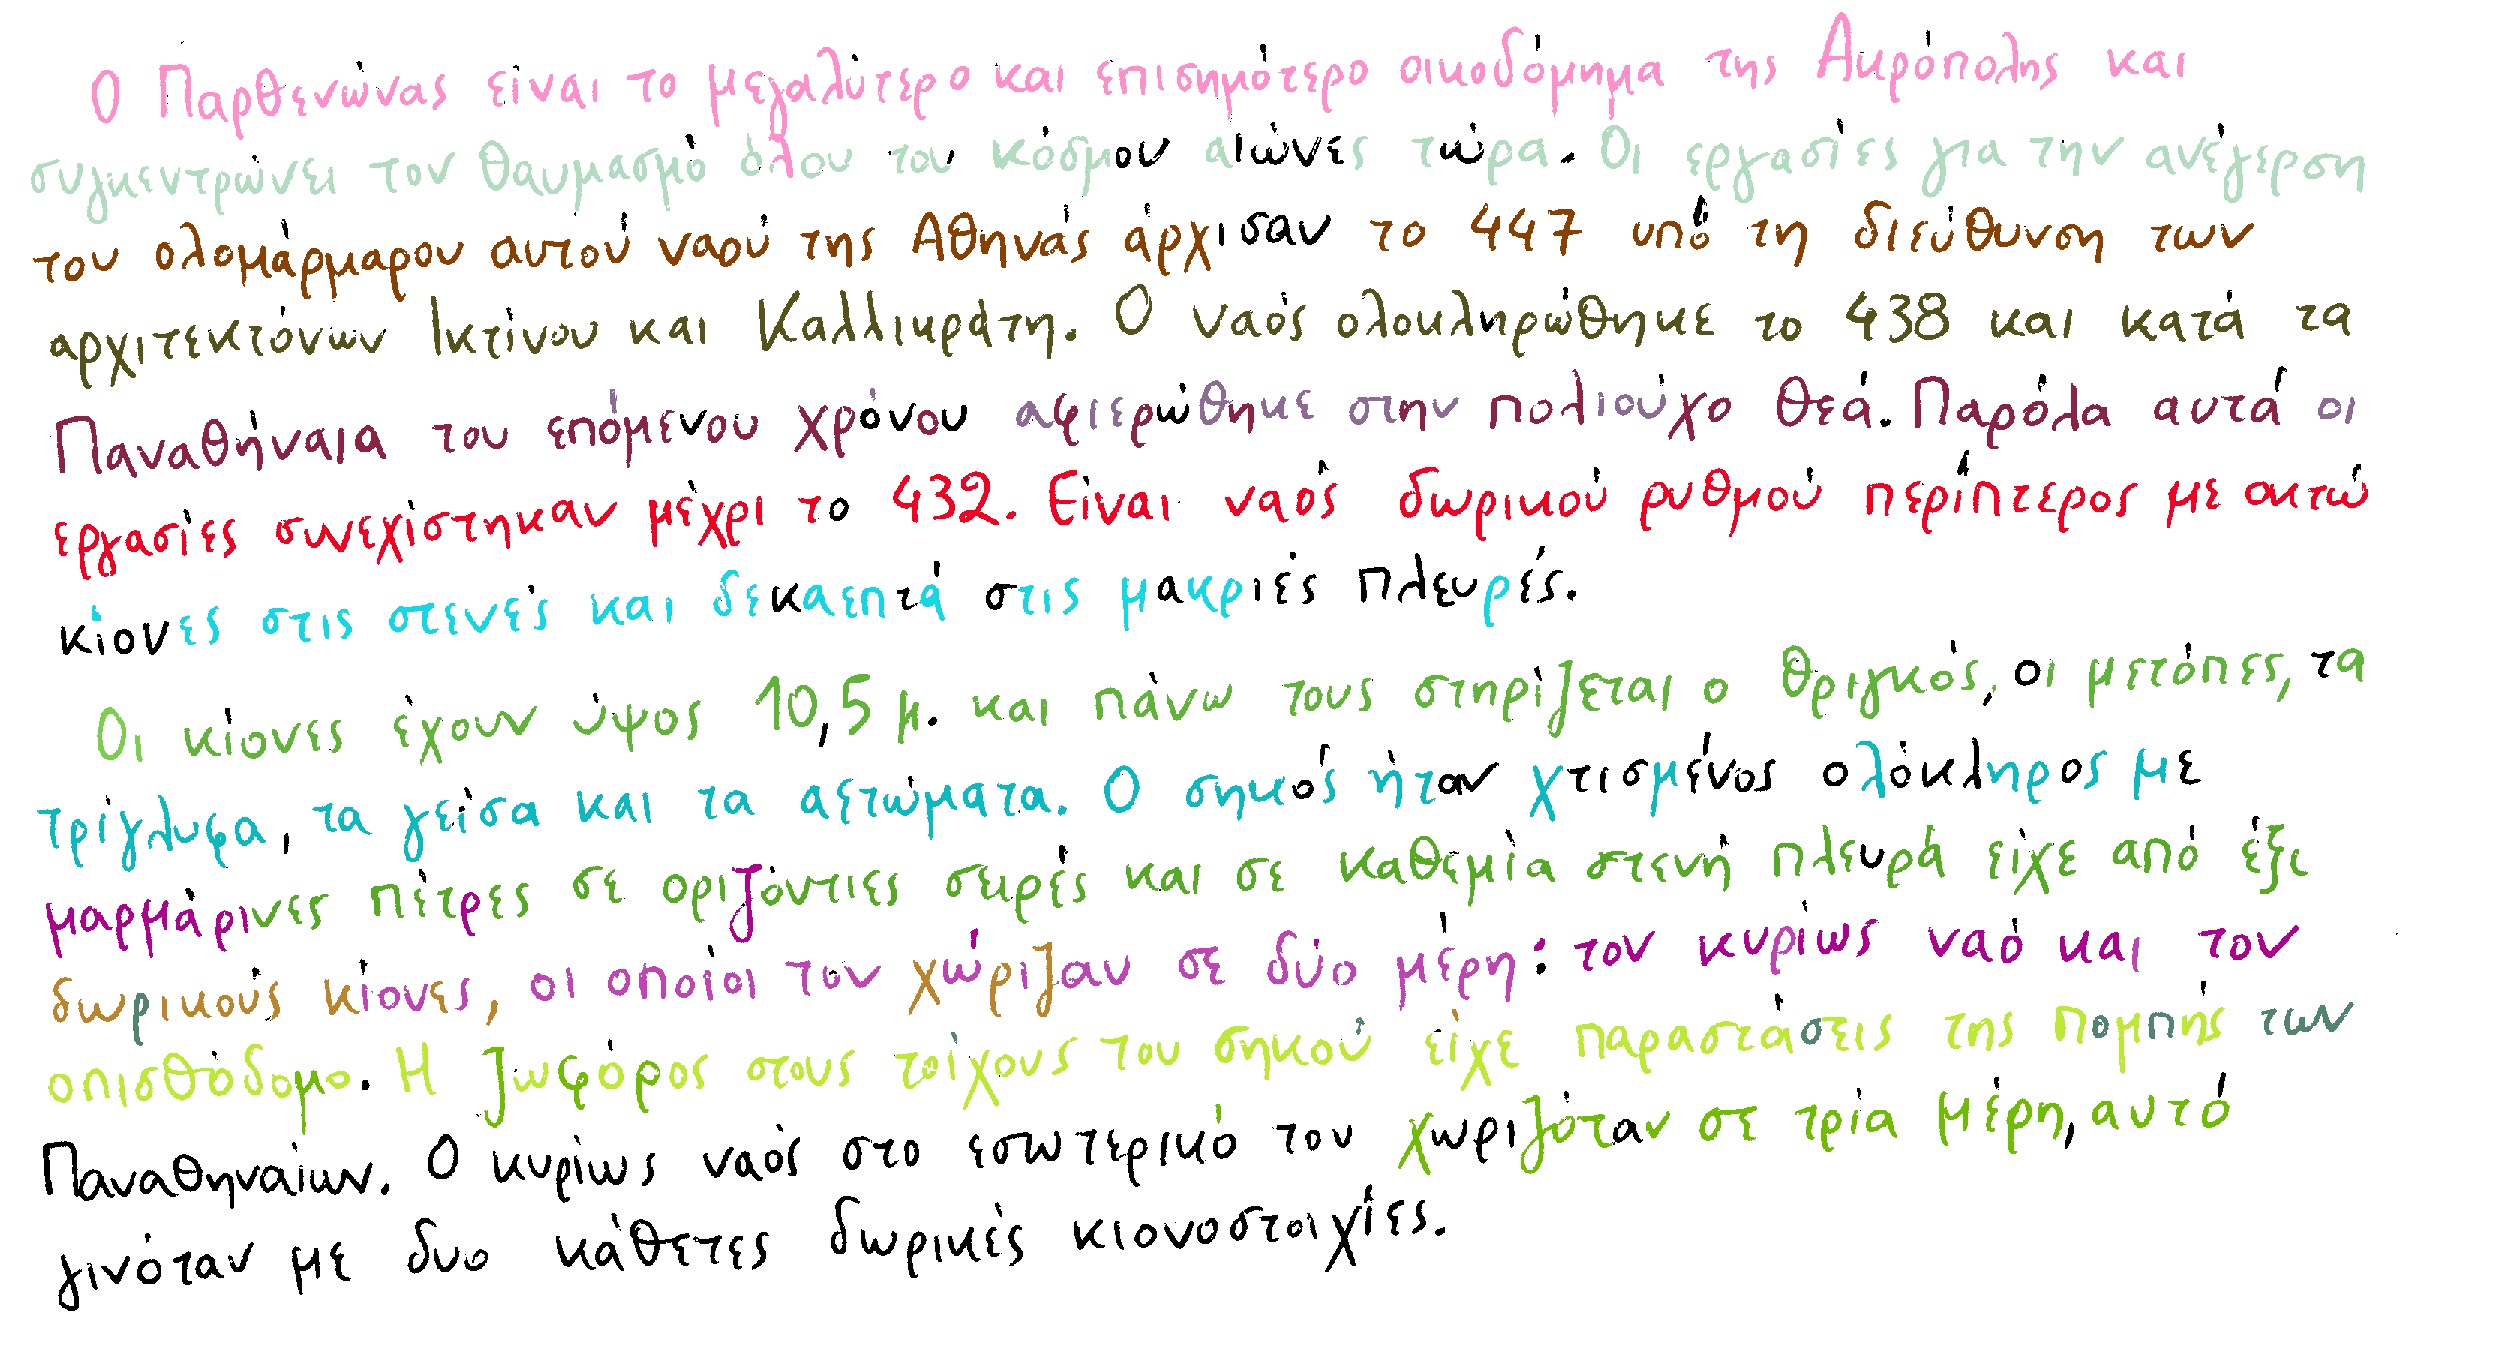 Ο Παρθενώνας είναι το μεγαλύτερο και επισημότερο οικοδόμημα της Ακρόπολης και
συγκεντρώνει τον θαυμασμό όλου του κόσμου αιώνες τώρα. Οι εργασίες για την ανέγερση
του ολομάρμαρου αυτού ναού της Αθηνάς άρχισαν το 447 υπό τη διεύθυνση των
αρχιτεκτόνων Ικτίνου και Καλλικράτη. Ο ναός ολοκληρώθηκε το 438 και κατά τα
Παναθήναια του επόμενου χρόνου αφιερώθηκε στην πολιούχο θεά. Παρόλα αυτά οι
εργασίες συνεχίστηκαν μέχρι το 432. Είναι ναός δωρικού ρυθμού περίπτερος με οκτώ
κίονες στις στενές και δεκαεπτά στις μακριές πλευρές.
Οι κίονες έχουν ύψος 10,5 μ. και πάνω τους στηρίζεται ο θριγκός, οι μετόπες, τα
τρίγλυφα, τα γείσα και τα αετώματα. Ο σηκός ήταν χτισμένος ολόκληρος με
μαρμάρινες πέτρες σε οριζόντιες σειρές και σε καθεμία στενή πλευρά είχε από έξι
δωρικούς κίονες, οι οποίοι τον χώριζαν σε δύο μέρη: τον κυρίως ναό και τον
οπισθόδομο. Η ζωφόρος στους τοίχους του σηκού είχε παραστάσεις της πομπής των
Παναθηναίων. Ο κυρίως ναός στο εσωτερικό του χωριζόταν σε τρία μέρη, αυτό
γινόταν με δυο κάθετες δωρικές κιονοστοιχίες.